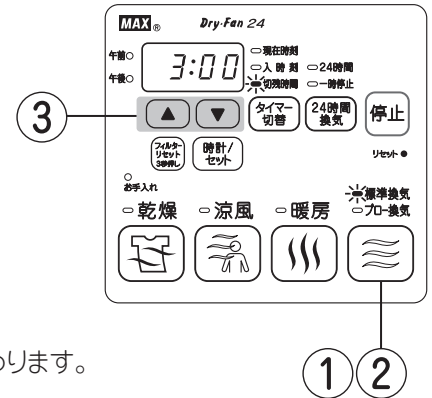 MAX® Dry·Fan 24
午前
午後
3:00
現在時刻
入時刻
切残時間
24時間
一時停止
③
▲
▼
タイマー
切替
24時間
換気
停止
フィルター
リセット
3秒押し
時計/
セット
リセット
お手入れ
標準換気
ブロー換気
乾燥
涼風
暖房
①②
ります。